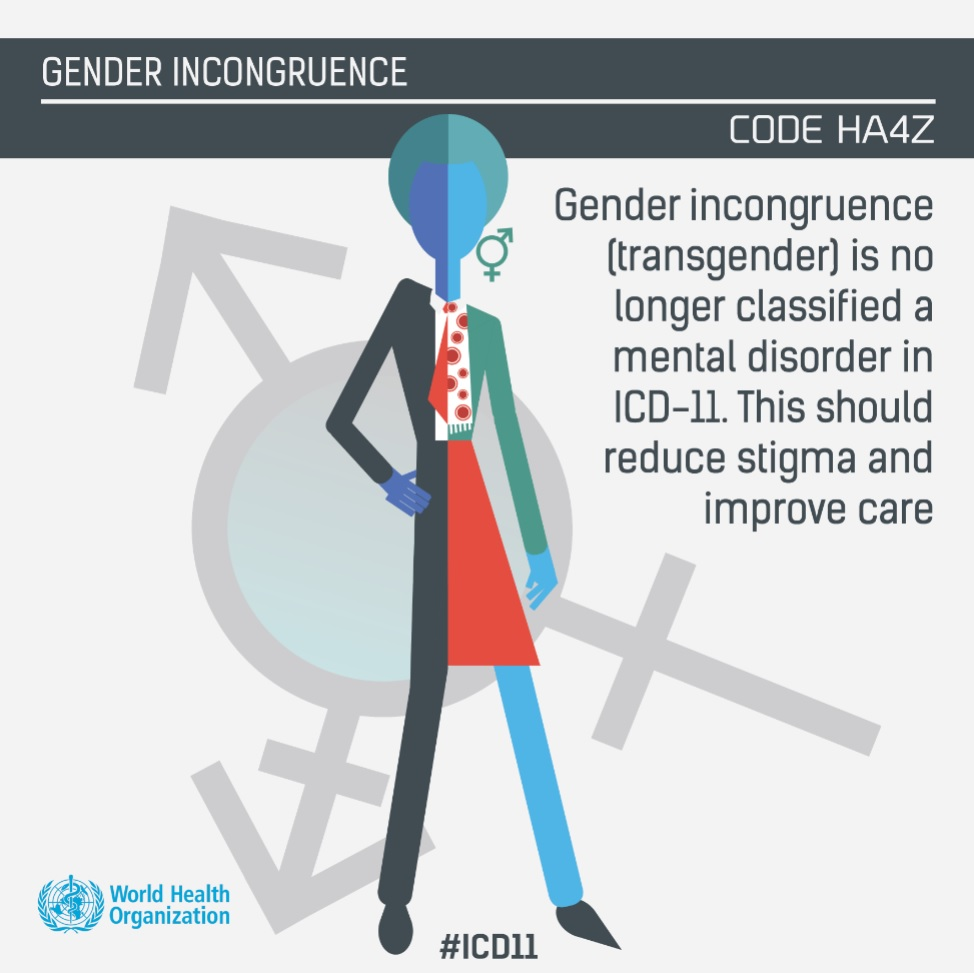 GENDER INCONGRUENCE
CODE HA4Z
Gender incongruence
(transgender) is no
longer classified a
mental disorder in
ICD-11. This should
reduce stigma and
improve care
World Health
Organization
#ICD11